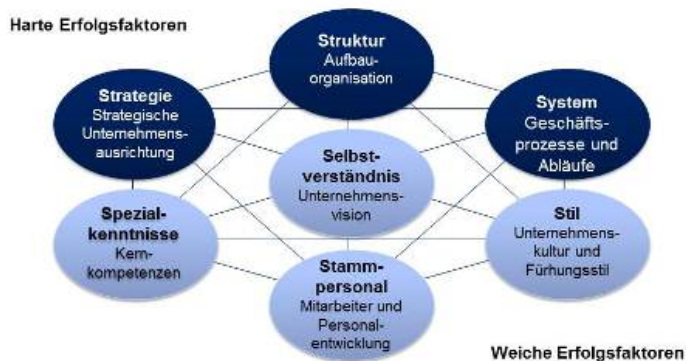 Harte Erfolgsfaktoren
Struktur
Aufbau-
organisation
Strategie
Strategische
Unternehmens-
ausrichtung
System
Geschäfts-
prozesse und
Abläufe
Selbst-
verständnis
Unternehmens-
vision
Spezial-
kenntnisse
Kern-
kompetenzen
Stil
Unternehmens-
kultur und
Fürhungsstil
Stamm-
personal
Mitarbeiter und
Personal-
entwicklung
Weiche Erfolgsfaktoren